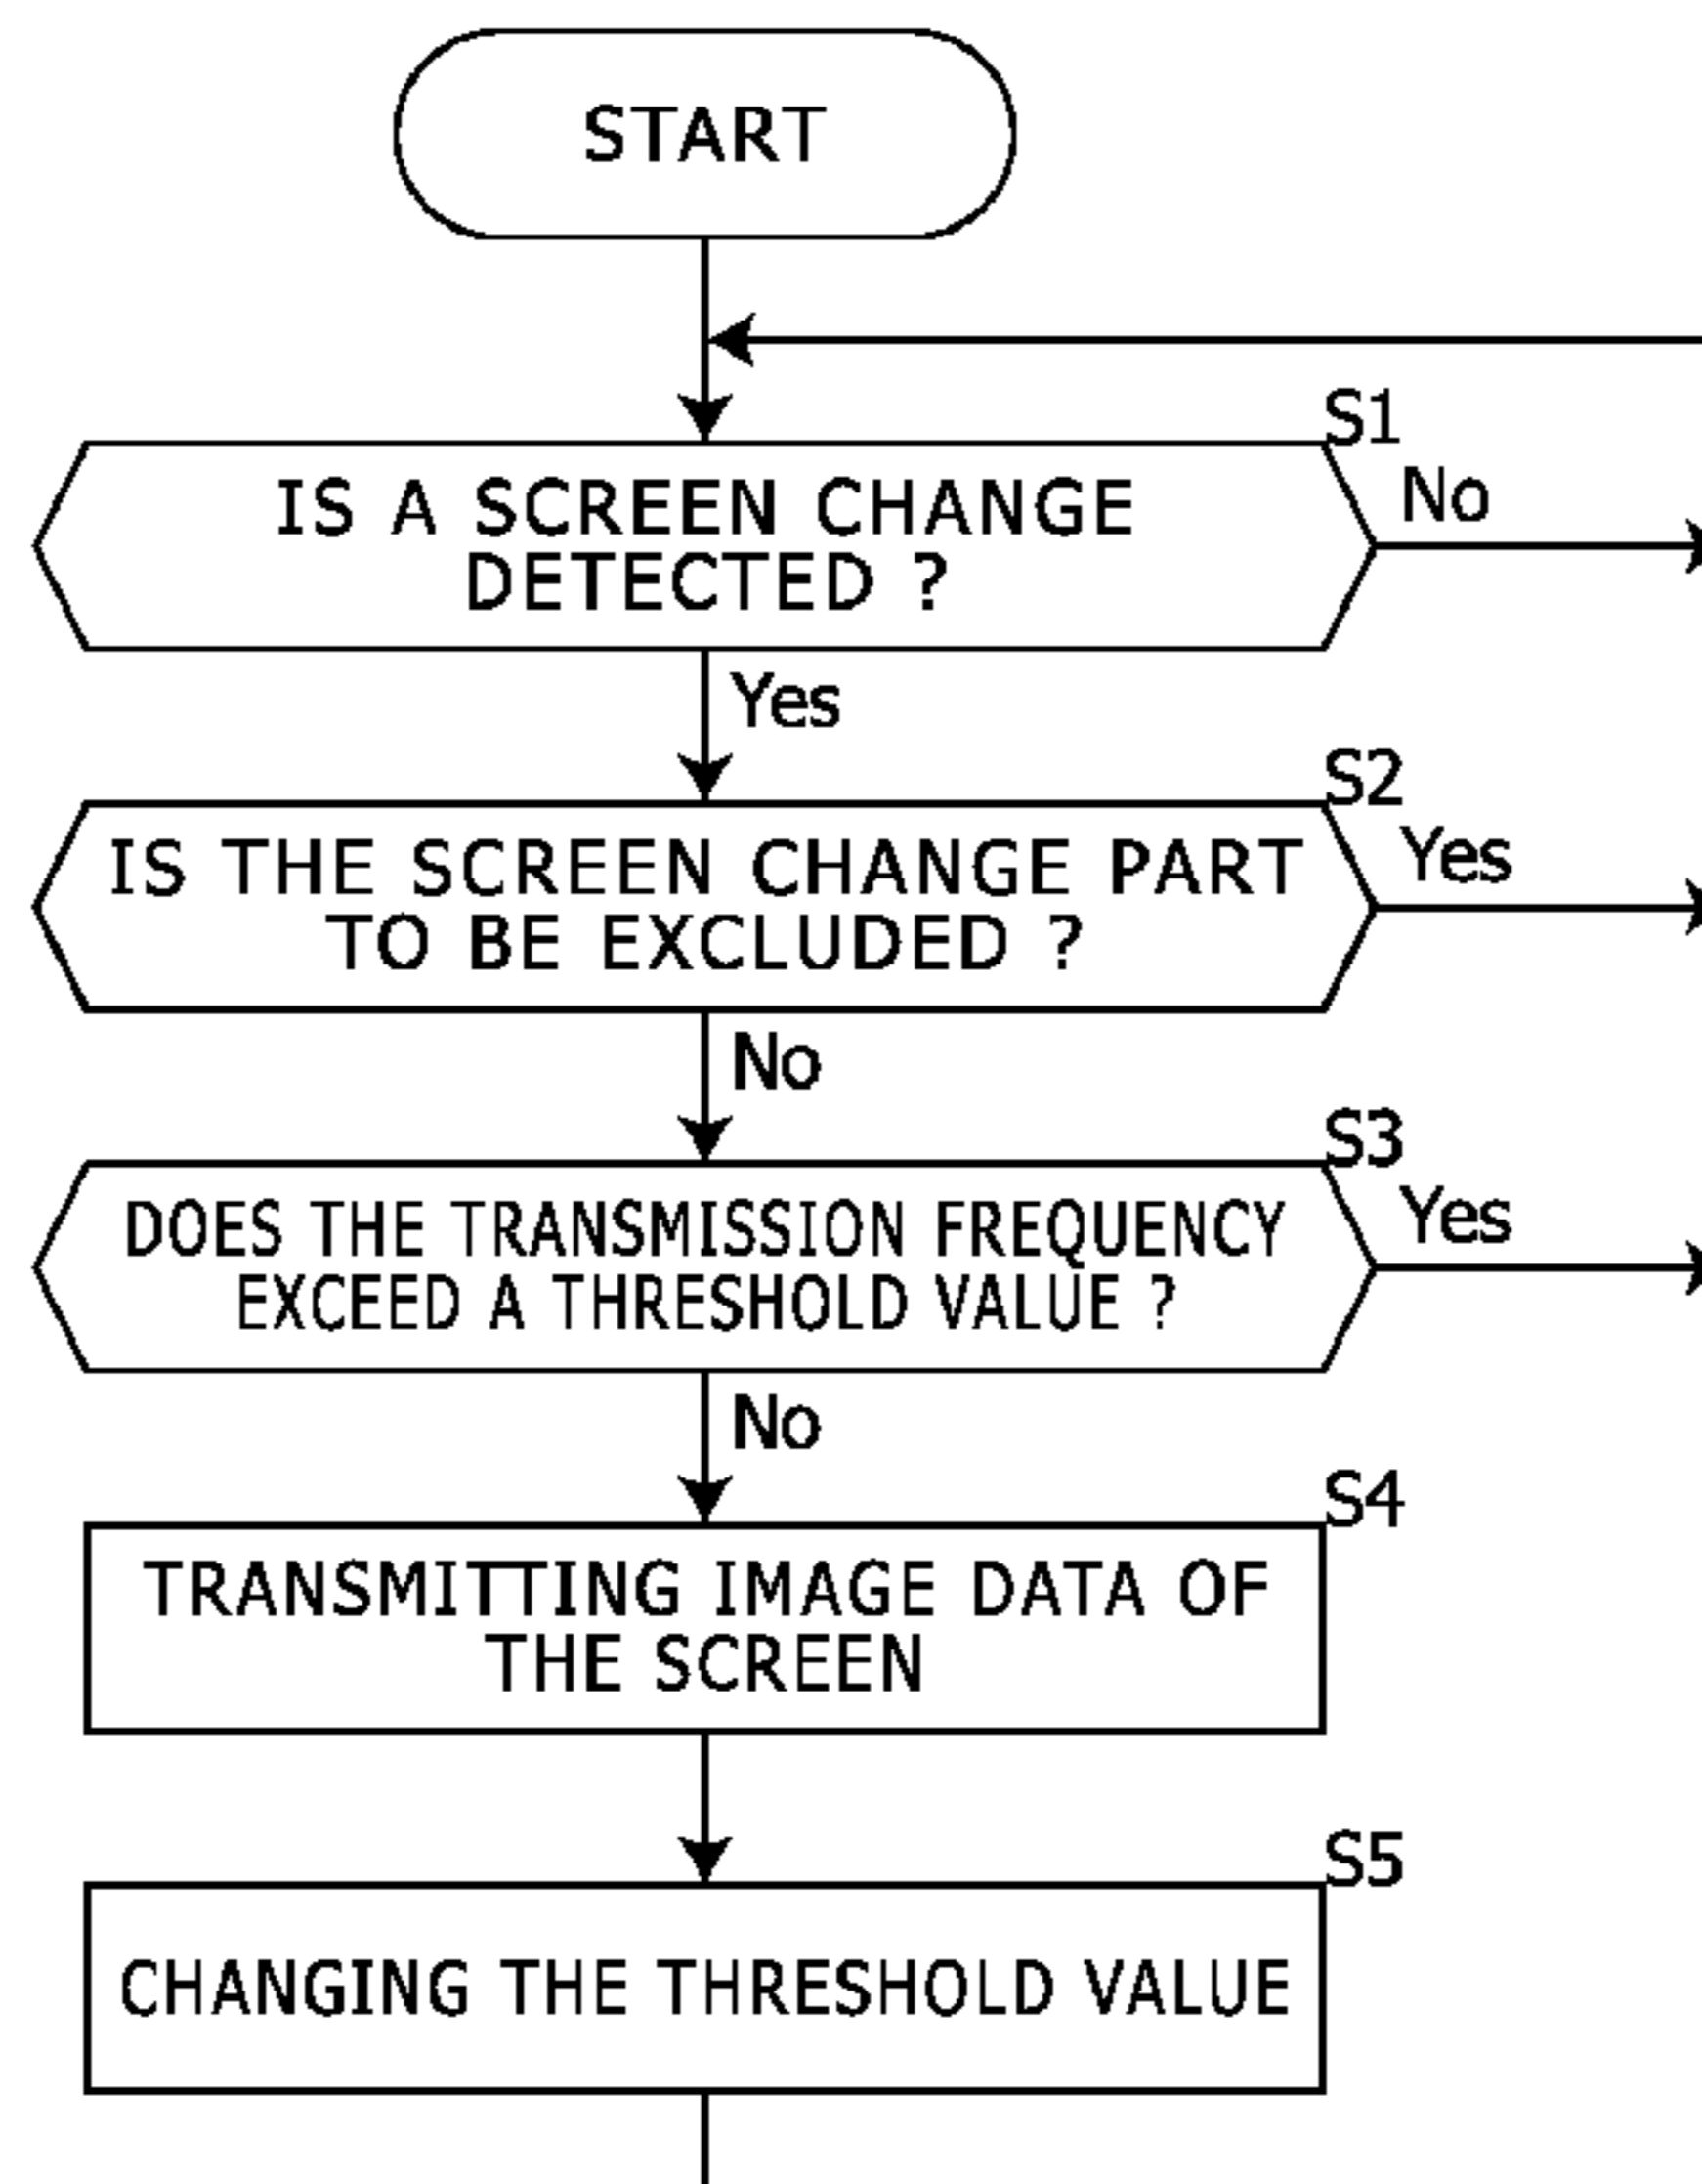 START
S1
IS A SCREEN CHANGE
DETECTED ?
No
Yes
S2
IS THE SCREEN CHANGE PART
TO BE EXCLUDED ?
Yes
No
S3
DOES THE TRANSMISSION FREQUENCY
EXCEED A THRESHOLD VALUE ?
Yes
No
S4
TRANSMITTING IMAGE DATA OF
THE SCREEN
S5
CHANGING THE THRESHOLD VALUE